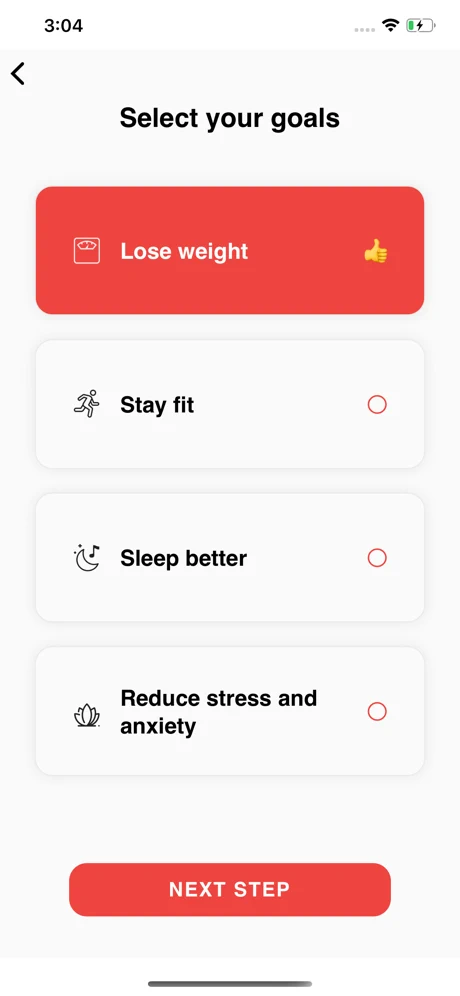 3:04
Select your goals
Lose weight
Stay fit
Sleep better
Reduce stress and
anxiety
NEXT STEP